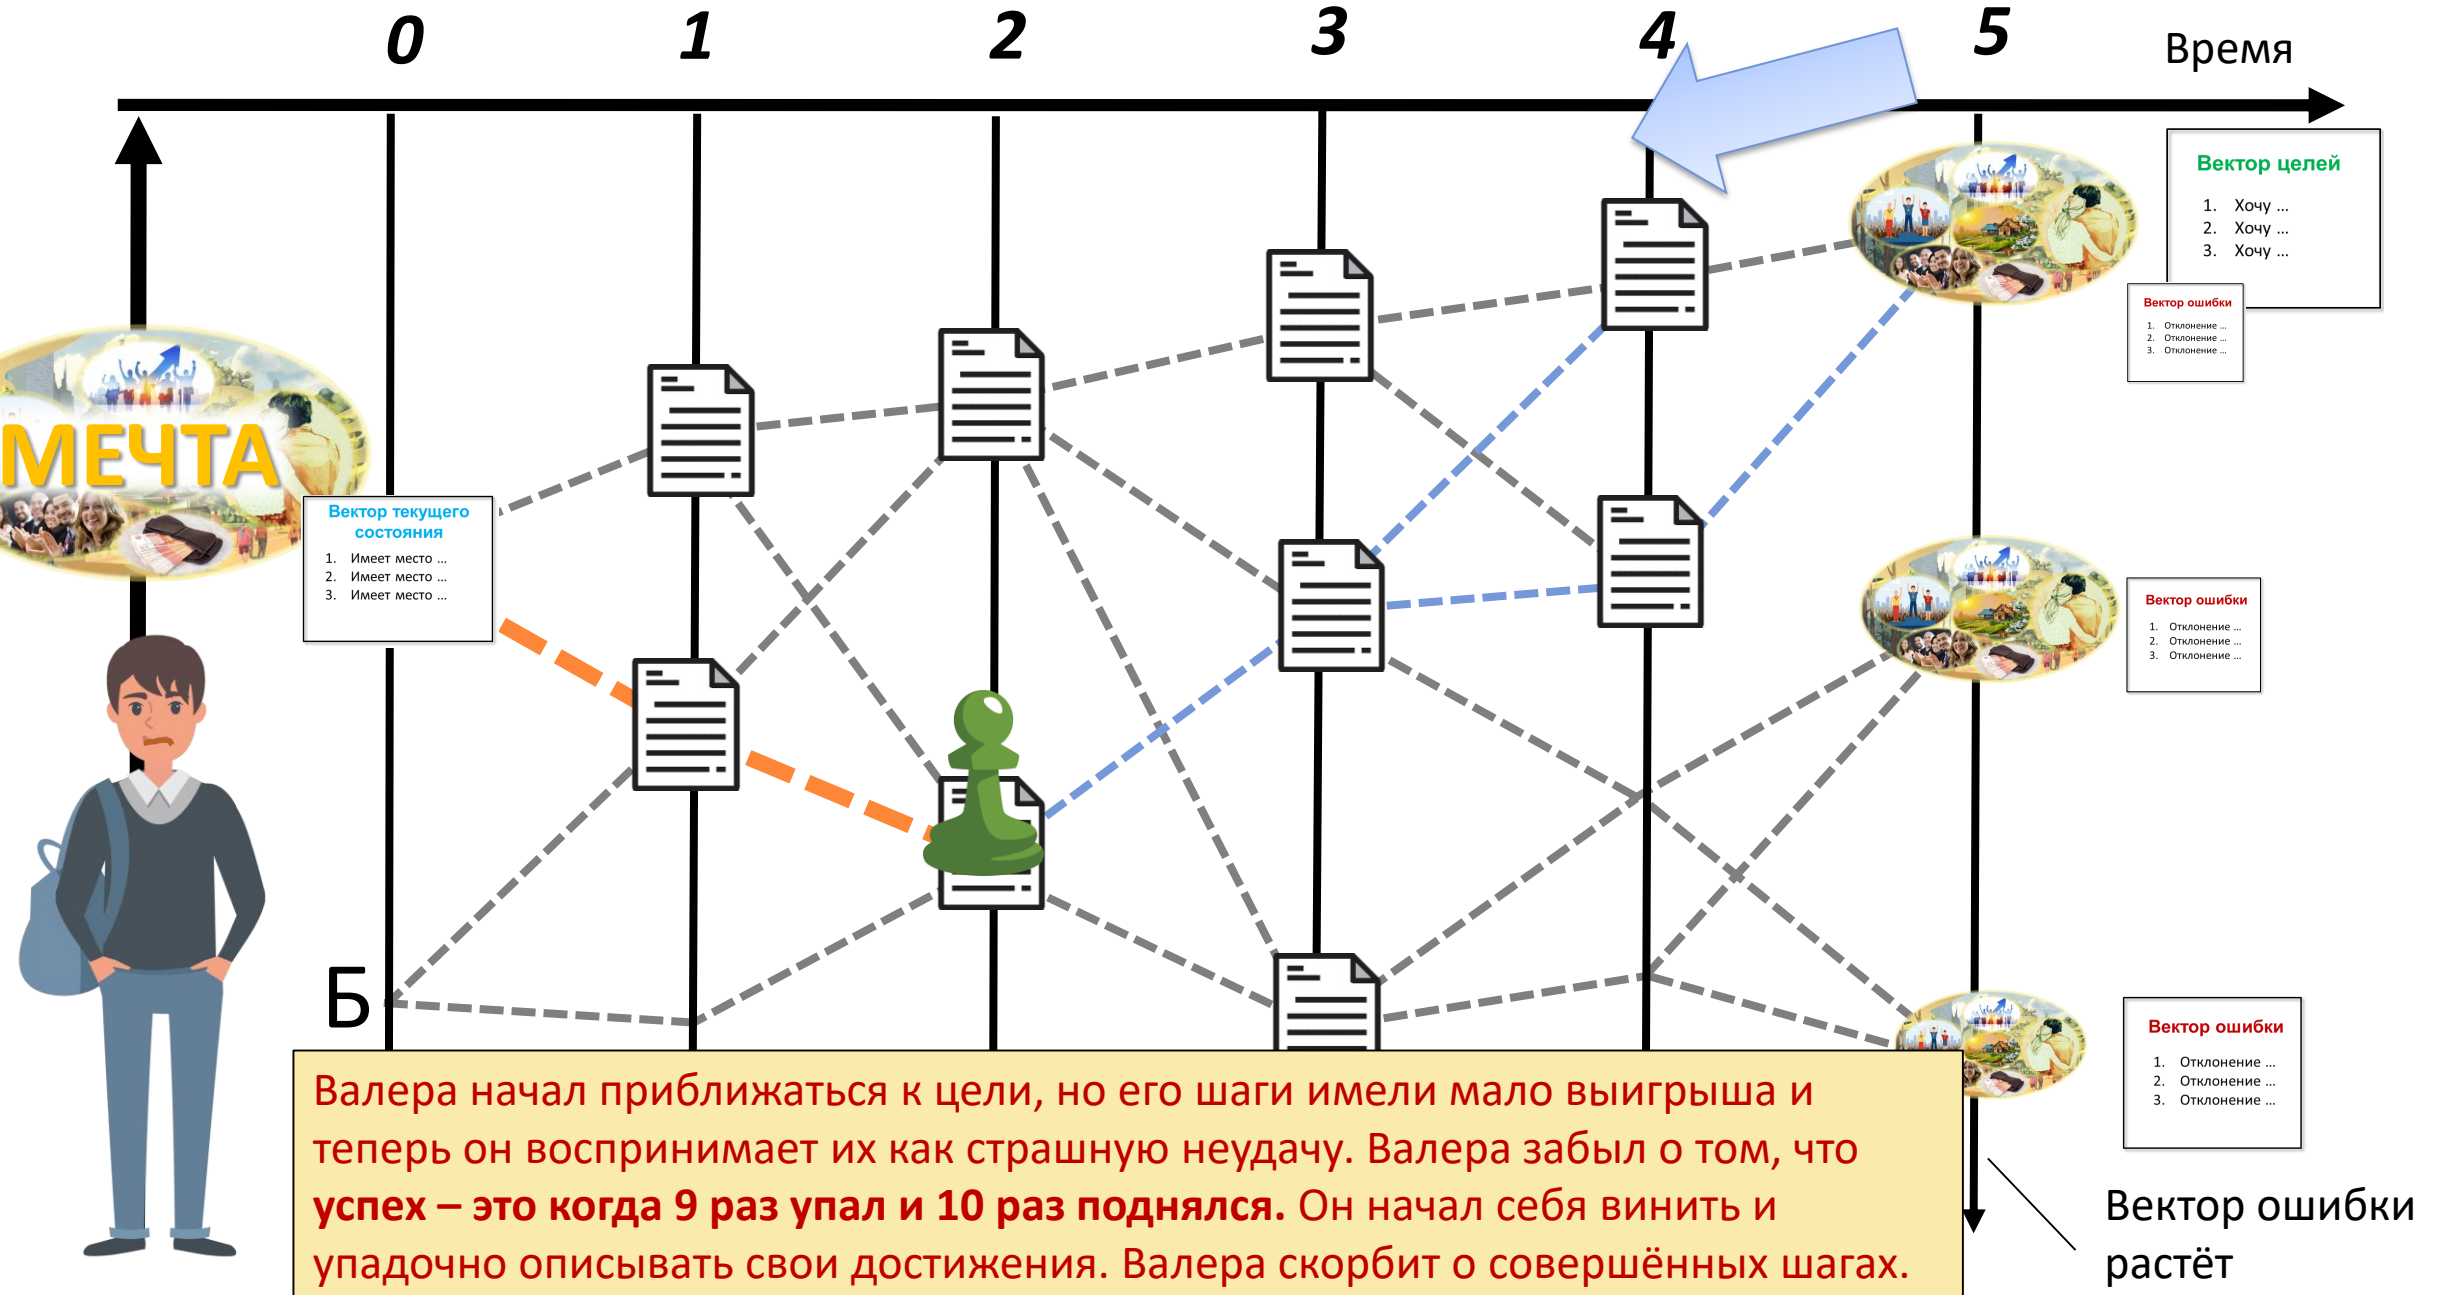 0 1 2 3 4 5 Время
Вектор целей
1. Хочу ...
2. Хочу ...
3. Хочу ...
Вектор ошибки
1. Отклонение ...
2. Отклонение ...
3. Отклонение ...
МЕЧТА
Вектор текущего
состояния
1. Имеет место ...
2. Имеет место ...
3. Имеет место ...
Вектор ошибки
1. Отклонение ...
2. Отклонение ...
3. Отклонение ...
Б
Вектор ошибки
1. Отклонение ...
2. Отклонение ...
3. Отклонение ...
Валера начал приближаться к цели, но его шаги имели мало выигрыша и
теперь он воспринимает их как страшную неудачу. Валера забыл о том, что
успех – это когда 9 раз упал и 10 раз поднялся. Он начал себя винить и
упадочно описывать свои достижения. Валера скорбит о совершённых шагах.
Вектор ошибки
растёт